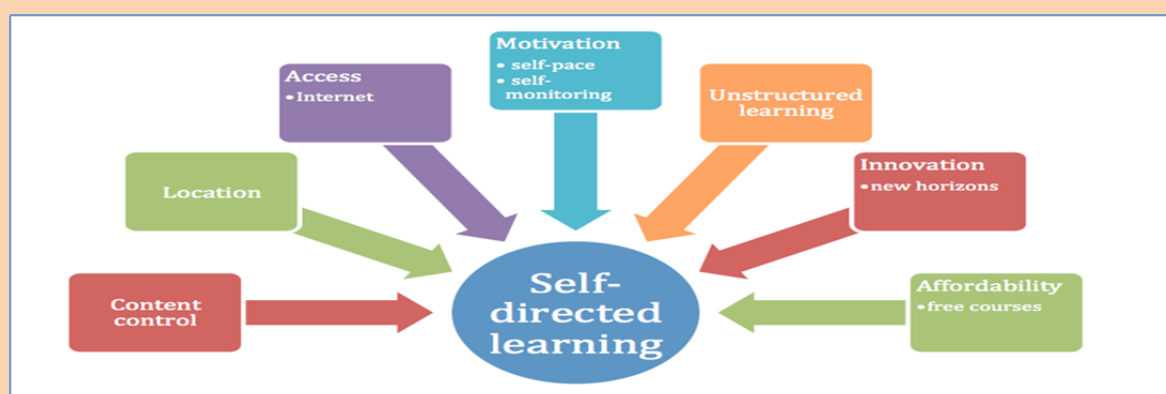 Motivation
• self-pace
• self-
monitoring
Access
• Internet
Unstructured
learning
Location
Innovation
• new horizons
Content
control
Affordability
• free courses
Self-
directed
learning